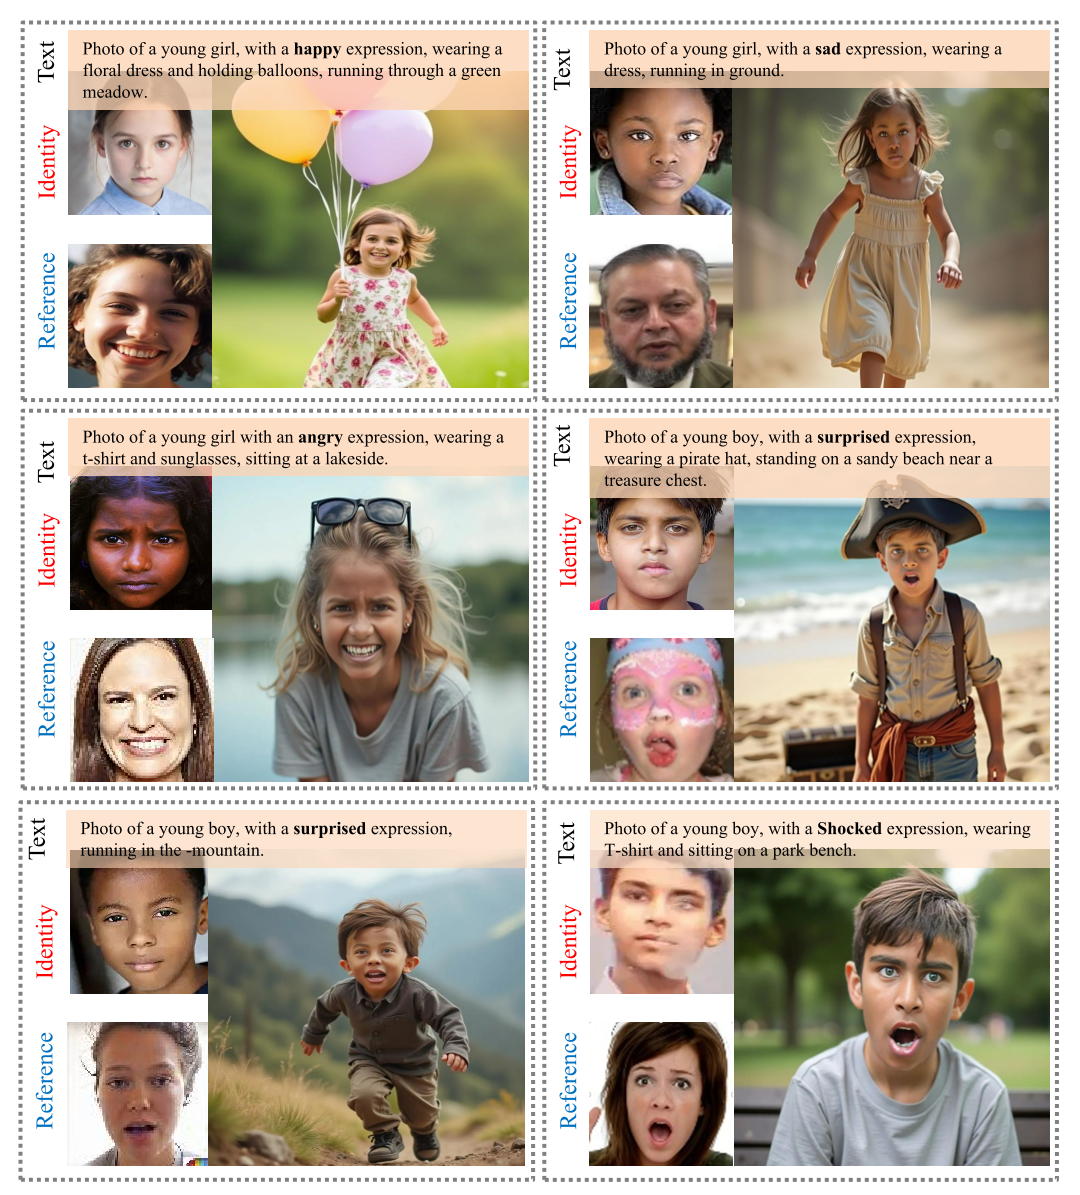 Text
Photo of a young girl, with a happy expression, wearing a
floral dress and holding balloons, running through a green
meadow.
Identity
Reference
Text
Photo of a young girl, with a sad expression, wearing a
dress, running in ground.
Identity
Reference
Text
Photo of a young girl with an angry expression, wearing a
t-shirt and sunglasses, sitting at a lakeside.
Identity
Reference
Text
Photo of a young boy, with a surprised expression,
wearing a pirate hat, standing on a sandy beach near a
treasure chest.
Identity
Reference
Text
Photo of a young boy, with a surprised expression,
running in the -mountain.
Identity
Reference
Text
Photo of a young boy, with a Shocked expression, wearing
T-shirt and sitting on a park bench.
Identity
Reference